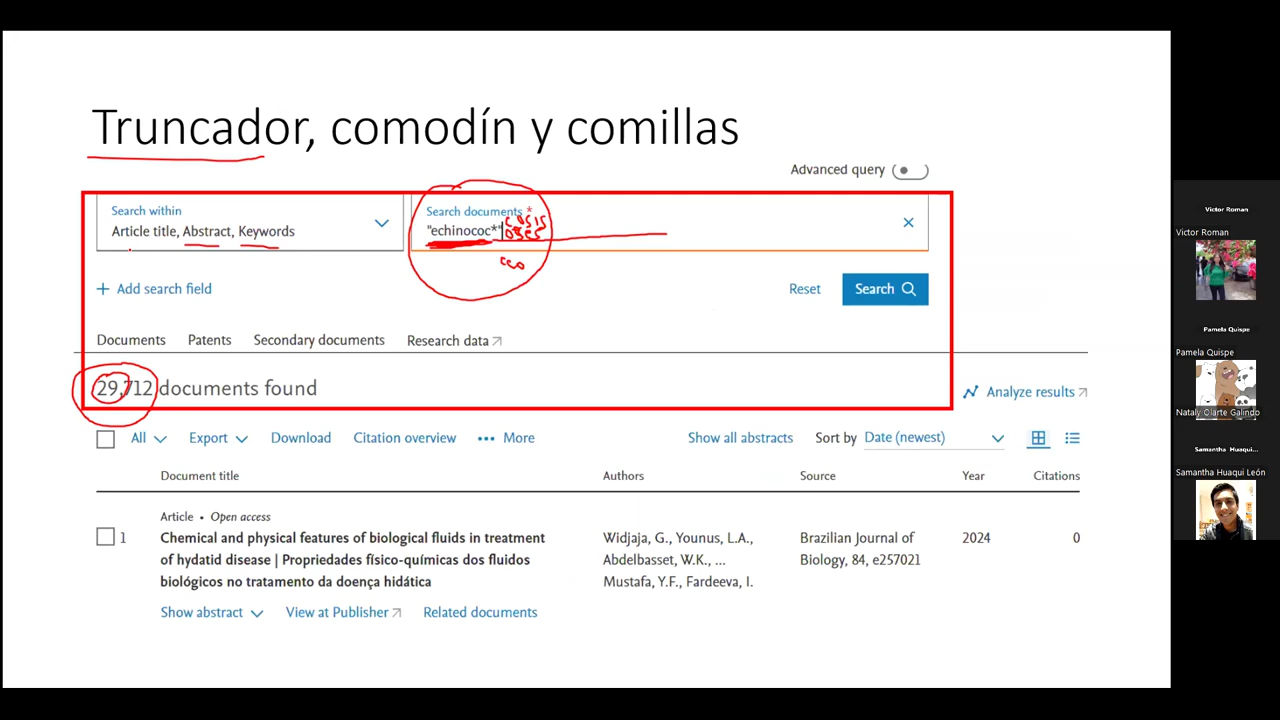 Truncador, comodín y comillas
Advanced query
Search within
Article title, Abstract, Keywords
Search documents *
"echinococ*"
+ Add search field
Reset
Search
Documents Patents Secondary documents Research data
29,712 documents found
Analyze results
All Export Download Citation overview ••• More
Show all abstracts Sort by Date (newest)
Document title Authors Source Year Citations
Article • Open access
1 Chemical and physical features of biological fluids in treatment
of hydatid disease | Propriedades físico-químicas dos fluidos
biológicos no tratamento da doença hidática
Widjaja, G., Younus, L.A.,
Abdelbasset, W.K., ...
Mustafa, Y.F., Fardeeva, I.
Brazilian Journal of
Biology, 84, e257021
2024
0
Show abstract View at Publisher Related documents
Victor Roman
Victor Roman
Pamela Quispe
Pamela Quispe
Nataly Olarte Galindo
Samantha Huaqui...
Samantha Huaqui León